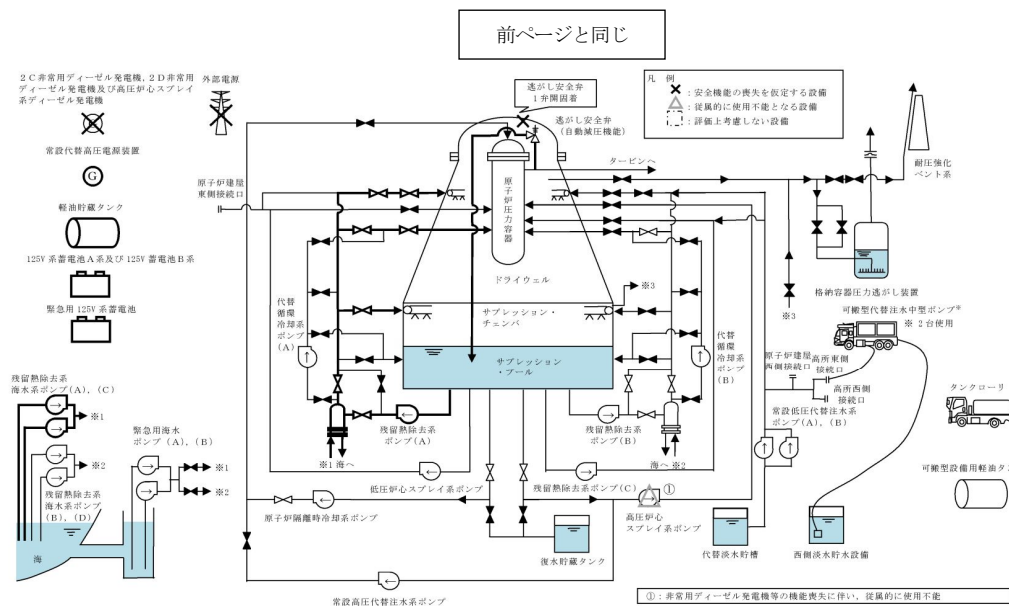 前ページと同じ
2C非常用ディーゼル発電機,2D非常用
ディーゼル発電機及び高圧炉心スプレイ
系ディーゼル発電機
外部電源
常設代替高圧電源装置
G
軽油貯蔵タンク
125V系蓄電池A系及び125V蓄電池B系
緊急用125V系蓄電池
残留熱除去系
海水系ポンプ(A),(C)
※1
※2
残留熱除去系
海水系ポンプ
(B),(D)
海
緊急用海水
ポンプ(A),(B)
※1
※2
逃がし安全弁
1弁開固着
逃がし安全弁
(自動減圧機能)
凡 例
:安全機能の喪失を仮定する設備
:従属的に使用不能となる設備
:評価上考慮しない設備
タービンへ
耐圧強化
ベント系
原子炉建屋
東側接続口
原子炉圧力容器
ドライウェル
サプレッション・
チェンバ
サプレッション
・プール
※3
代替
循環
冷却系
ポンプ
(A)
代替
循環
冷却系
ポンプ
(B)
格納容器圧力逃がし装置
※3
可搬型代替注水中型ポンプ*
※ 2台使用
原子炉建屋
西側接続口
高所東側
接続口
高所西側
接続口
常設低圧代替注水系
ポンプ(A),(B)
タンクローリ
可搬型設備用軽油タ
残留熱除去系
ポンプ(A)
残留熱除去系
ポンプ(B)
※1 海へ
海へ ※2
低圧炉心スプレイ系ポンプ
残留熱除去系ポンプ(C)
①
原子炉隔離時冷却系ポンプ
高圧炉心
スプレイ系ポンプ
復水貯蔵タンク
代替淡水貯槽
西側淡水貯水設備
常設高圧代替注水系ポンプ
①:非常用ディーゼル発電機等の機能喪失に伴い,従属的に使用不能